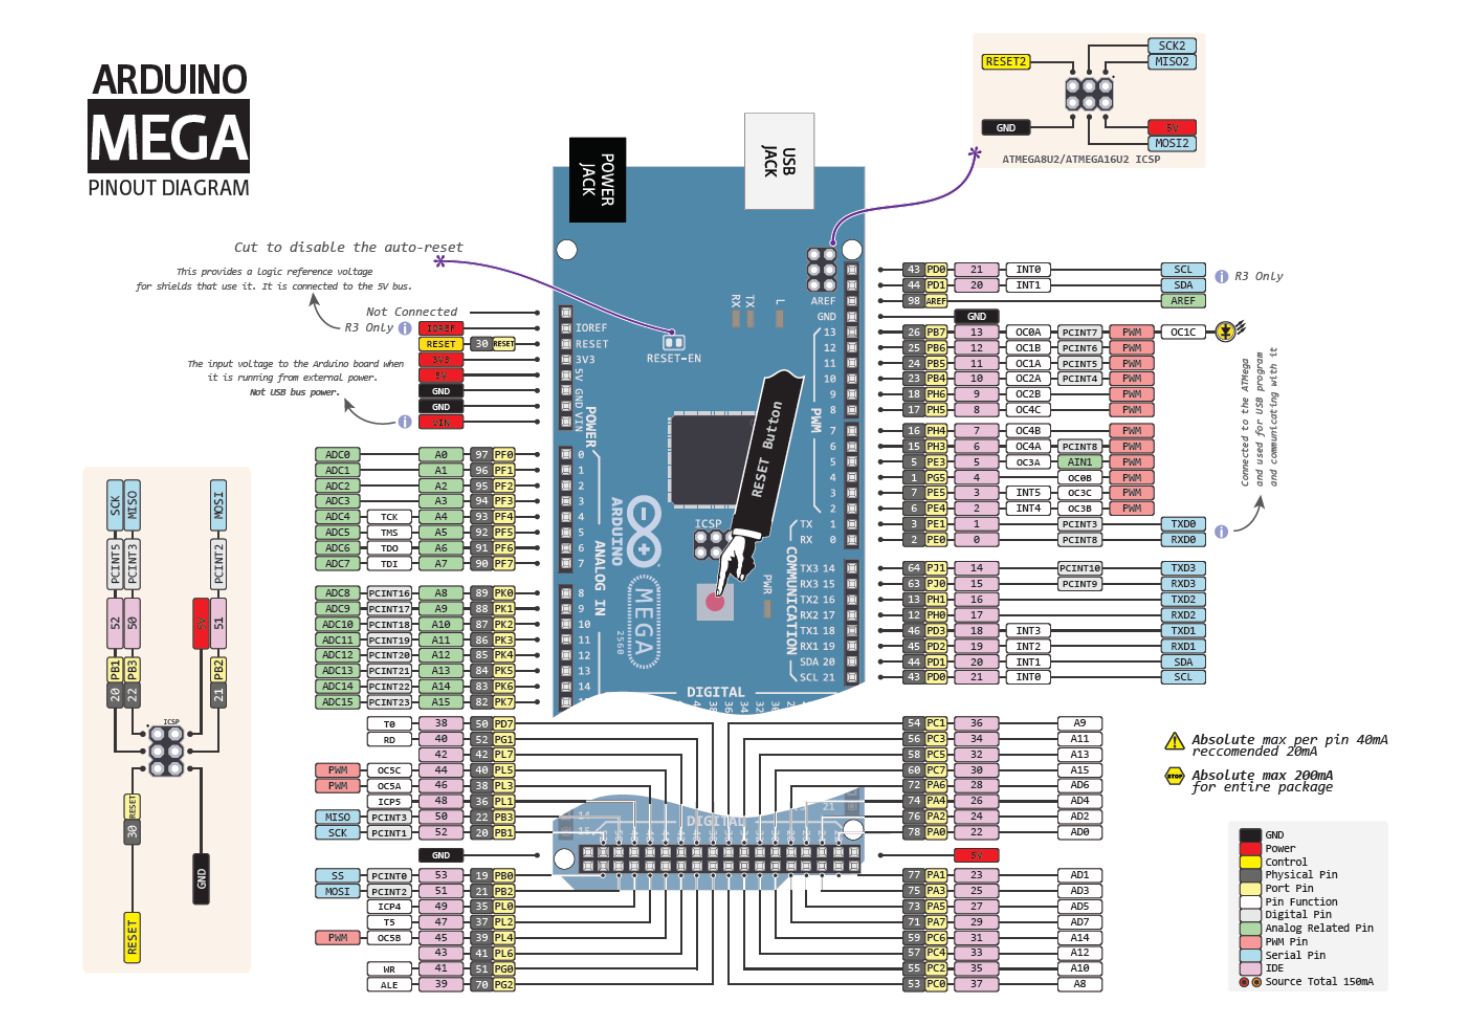 ARDUINO
MEGA
PINOUT DIAGRAM
SCK2
RESET2 MISO2
GND 5V
MOSI2
ATMEGA8U2/ATMEGA16U2 ICSP
POWER JACK
USB JACK
Cut to disable the auto-reset
This provides a logic reference voltage
for shields that use it. It is connected to the 5V bus.
Not Connected
R3 Only i IOREF
RESET 30 RESET
3V3
5V
GND
GND
i VIN
The input voltage to the Arduino board when
it is running from external power.
Not USB bus power.
ADC0 A0 97 PF0
ADC1 A1 96 PF1
ADC2 A2 95 PF2
ADC3 A3 94 PF3
ADC4 TCK A4 93 PF4
ADC5 TMS A5 92 PF5
ADC6 TDO A6 91 PF6
ADC7 TDI A7 90 PF7
ADC8 PCINT16 A8 89 PK0
ADC9 PCINT17 A9 88 PK1
ADC10 PCINT18 A10 87 PK2
ADC11 PCINT19 A11 86 PK3
ADC12 PCINT20 A12 85 PK4
ADC13 PCINT21 A13 84 PK5
ADC14 PCINT22 A14 83 PK6
ADC15 PCINT23 A15 82 PK7
T0 38 50 PD7
RD 40 52 PG1
42 42 PL7
PWM OC5C 44 40 PL5
PWM OC5A 46 38 PL3
ICP5 48 36 PL1
MISO PCINT3 50 22 PB3
SCK PCINT1 52 20 PB1
GND
SS PCINT0 53 19 PB0
MOSI PCINT2 51 21 PB2
ICP4 49 35 PL0
T5 47 37 PL2
PWM OC5B 45 39 PL4
43 41 PL6
WR 41 51 PG0
ALE 39 70 PG2
SCK PCINT5 52 PB1 20
MISO PCINT3 50 PB3 22
5V
MOSI PCINT2 51 PB2 21
ICSP
RESET 30 RESET
GND
IOREF
RESET
3V3
5V
GND
VIN
POWER
0
1
2
3
4
5
6
7
ANALOG IN
8
9
10
11
12
13
14
RX TX L
RESET-EN
RESET Button
ICSP
PWR
ARDUINO
MEGA
2560
AREF
GND
13
12
11
10
9
8
PWM
7
6
5
4
3
2
TX 1
RX 0
COMMUNICATION
TX3 14
RX3 15
TX2 16
RX2 17
TX1 18
RX1 19
SDA 20
SCL 21
DIGITAL
DIGITAL
21
43 PD0 21 INT0 SCL i R3 Only
44 PD1 20 INT1 SDA
98 AREF AREF
GND
26 PB7 13 OC0A PCINT7 PWM OC1C
25 PB6 12 OC1B PCINT6 PWM
24 PB5 11 OC1A PCINT5 PWM
23 PB4 10 OC2A PCINT4 PWM
18 PH6 9 OC2B PWM
17 PH5 8 OC4C PWM
16 PH4 7 OC4B PWM
15 PH3 6 OC4A PCINT8 PWM
5 PE3 5 OC3A AIN1 PWM
1 PG5 4 OC0B PWM
7 PE5 3 INT5 OC3C PWM
6 PE4 2 INT4 OC3B PWM
3 PE1 1 PCINT3 TXD0
2 PE0 0 PCINT8 RXD0 i
Connected to the ATMega
and used for USB program
and communicating with it
64 PJ1 14 PCINT10 TXD3
63 PJ0 15 PCINT9 RXD3
13 PH1 16 TXD2
12 PH0 17 RXD2
46 PD3 18 INT3 TXD1
45 PD2 19 INT2 RXD1
44 PD1 20 INT1 SDA
43 PD0 21 INT0 SCL
54 PC1 36 A9
56 PC3 34 A11
58 PC5 32 A13
60 PC7 30 A15
72 PA6 28 AD6
74 PA4 26 AD4
76 PA2 24 AD2
78 PA0 22 AD0
5V
77 PA1 23 AD1
75 PA3 25 AD3
73 PA5 27 AD5
71 PA7 29 AD7
59 PC6 31 A14
57 PC4 33 A12
55 PC2 35 A10
53 PC0 37 A8
Absolute max per pin 40mA
reccomended 20mA
STOP
Absolute max 200mA
for entire package
GND
Power
Control
Physical Pin
Port Pin
Pin Function
Digital Pin
Analog Related Pin
PWM Pin
Serial Pin
IDE
Source Total 150mA